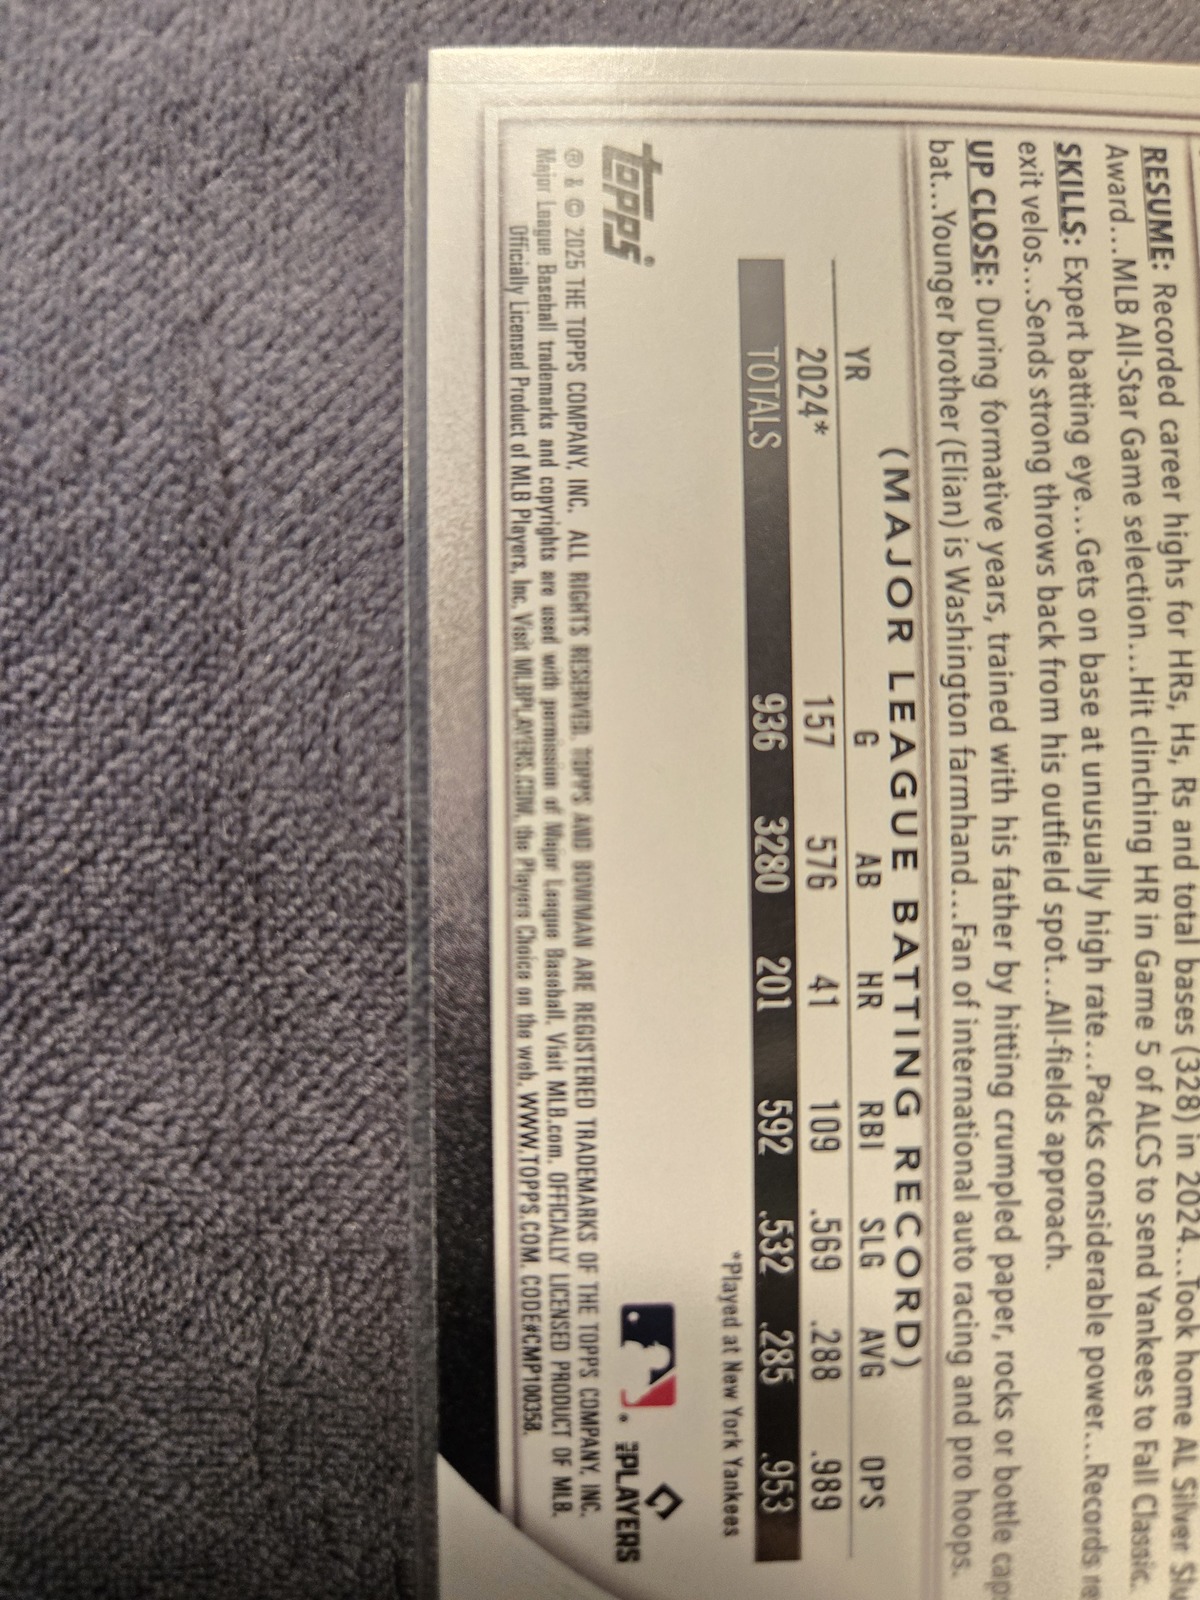 RESUME: Recorded career highs for HRs, Hs, Rs and total bases (328) in 2024...Took home AL Silver Slu
Award...MLB All-Star Game selection...Hit clinching HR in Game 5 of ALCS to send Yankees to Fall Classic.
SKILLS: Expert batting eye...Gets on base at unusually high rate...Packs considerable power...Records re
exit velos...Sends strong throws back from his outfield spot...All-fields approach.
UP CLOSE: During formative years, trained with his father by hitting crumpled paper, rocks or bottle cap
bat...Younger brother (Elian) is Washington farmhand...Fan of international auto racing and pro hoops.
(MAJOR LEAGUE BATTING RECORD)
YR G AB HR RBI SLG AVG OPS
2024* 157 576 41 109 .569 .288 .989
TOTALS 936 3280 201 592 .532 .285 .953
*Played at New York Yankees
topps
MLB PLAYERS
® & © 2025 THE TOPPS COMPANY, INC. ALL RIGHTS RESERVED. TOPPS AND BOWMAN ARE REGISTERED TRADEMARKS OF THE TOPPS COMPANY, INC.
Major League Baseball trademarks and copyrights are used with permission of Major League Baseball. Visit MLB.com. OFFICIALLY LICENSED PRODUCT OF MLB.
Officially Licensed Product of MLB Players, Inc. Visit MLBPLAYERS.COM, the Players Choice on the web. WWW.TOPPS.COM. CODE#CMP100358.